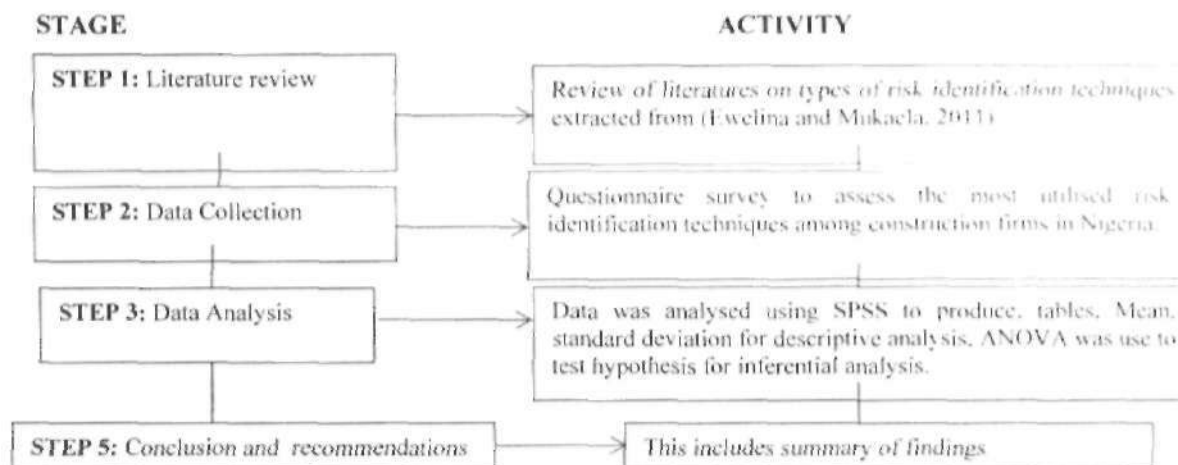 STAGE ACTIVITY
STEP 1: Literature review
Review of literatures on types of risk identification techniques
extracted from (Ewelina and Mukaela, 2011)
STEP 2: Data Collection
Questionnaire survey to assess the most utilised risk
identification techniques among construction firms in Nigeria.
STEP 3: Data Analysis
Data was analysed using SPSS to produce, tables, Mean,
standard deviation for descriptive analysis, ANOVA was use to
test hypothesis for inferential analysis.
STEP 5: Conclusion and recommendations
This includes summary of findings